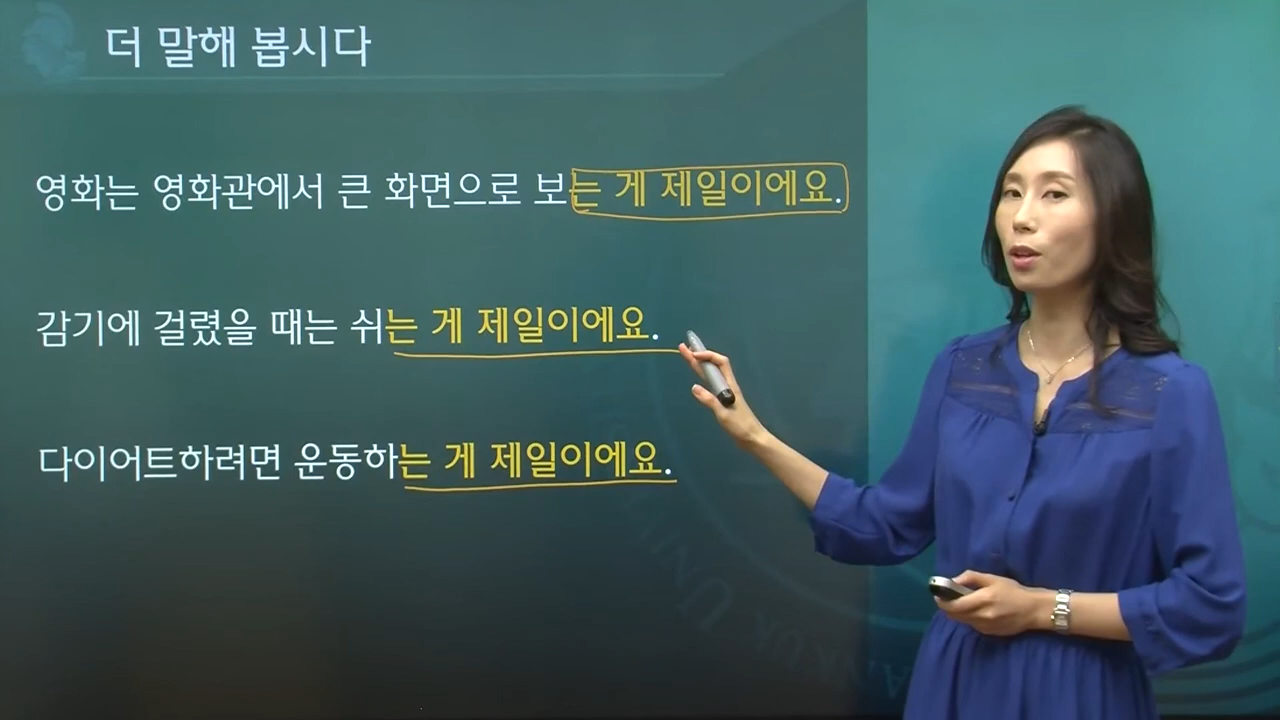 더 말해 봅시다
영화는 영화관에서 큰 화면으로 보는 게 제일이에요.
감기에 걸렸을 때는 쉬는 게 제일이에요.
다이어트하려면 운동하는 게 제일이에요.